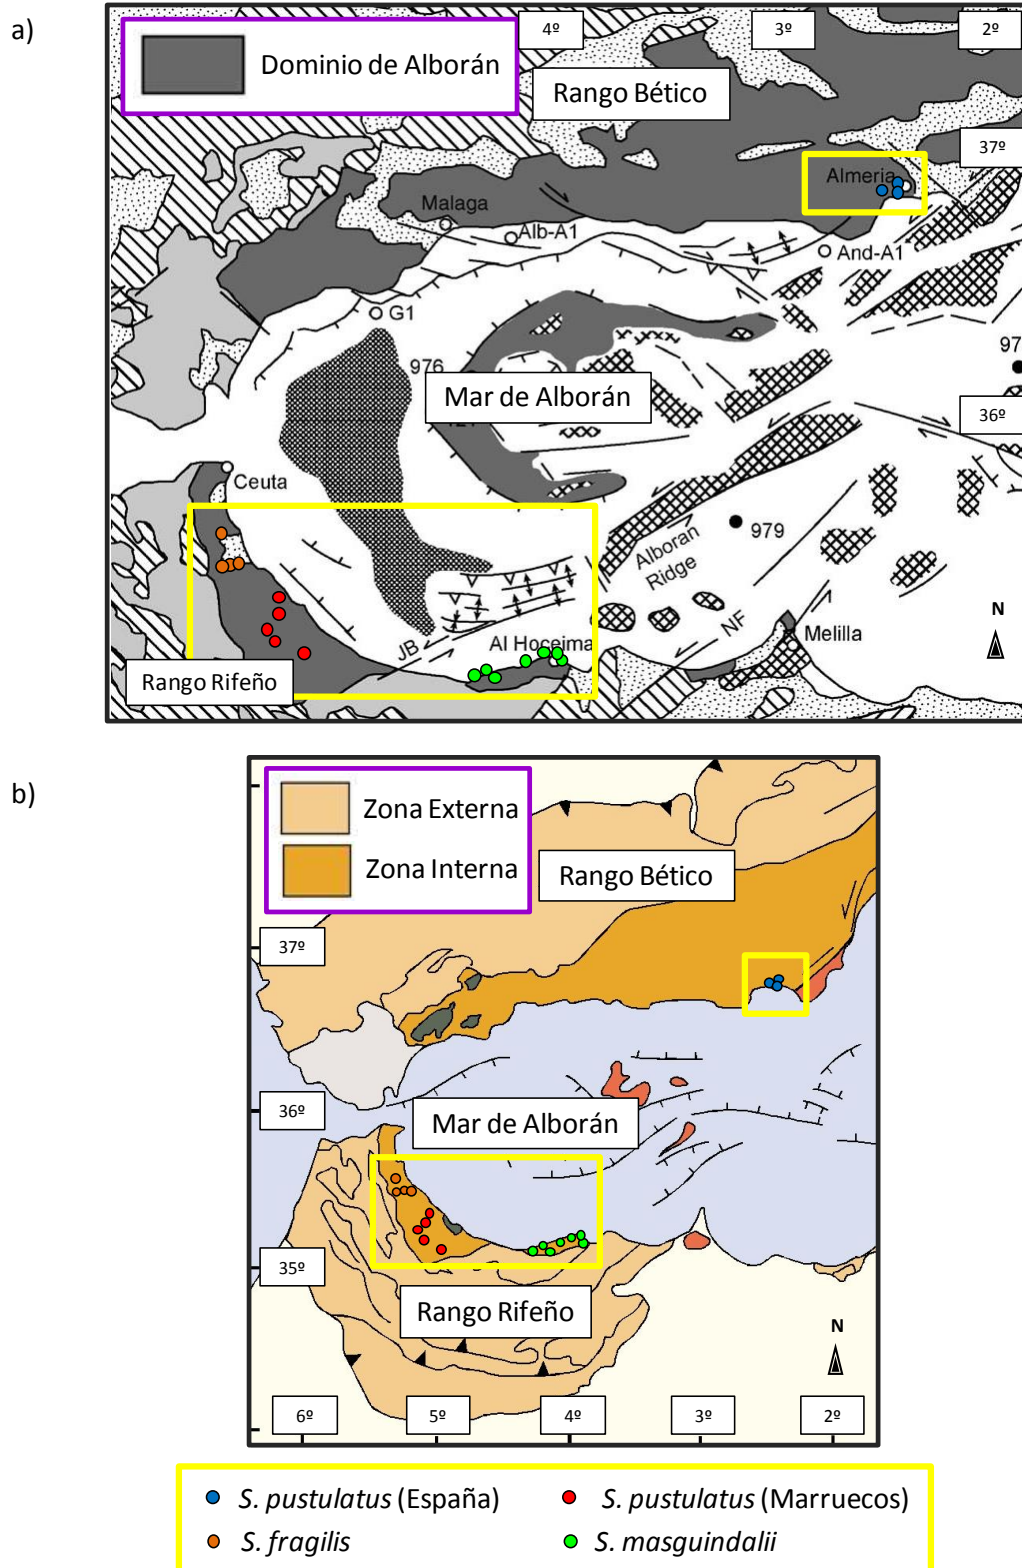 a)
4º
3º
2º
Dominio de Alborán
Rango Bético
37º
Almeria
Malaga
Alb-A1
And-A1
G1
976
97
Mar de Alborán
36º
Ceuta
979
Alboran
Ridge
N
NF
Melilla
JB
Al Hoceima
Rango Rifeño
b)
Zona Externa
Zona Interna
Rango Bético
37º
36º
Mar de Alborán
35º
Rango Rifeño
N
6º
5º
4º
3º
2º
S. pustulatus (España)
S. pustulatus (Marruecos)
S. fragilis
S. masguindalii